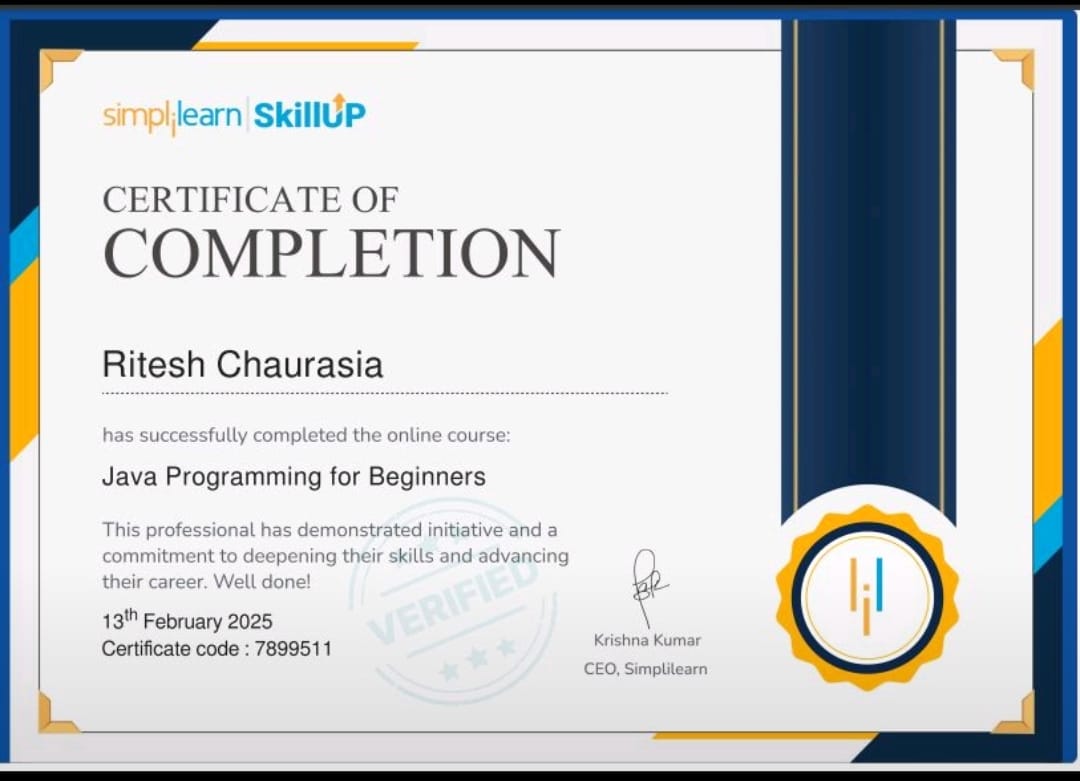 simplilearn | SkillUP
CERTIFICATE OF
COMPLETION
Ritesh Chaurasia
has successfully completed the online course:
Java Programming for Beginners
This professional has demonstrated initiative and a
commitment to deepening their skills and advancing
their career. Well done!
VERIFIED
13th February 2025
Certificate code : 7899511
Krishna Kumar
CEO, Simplilearn